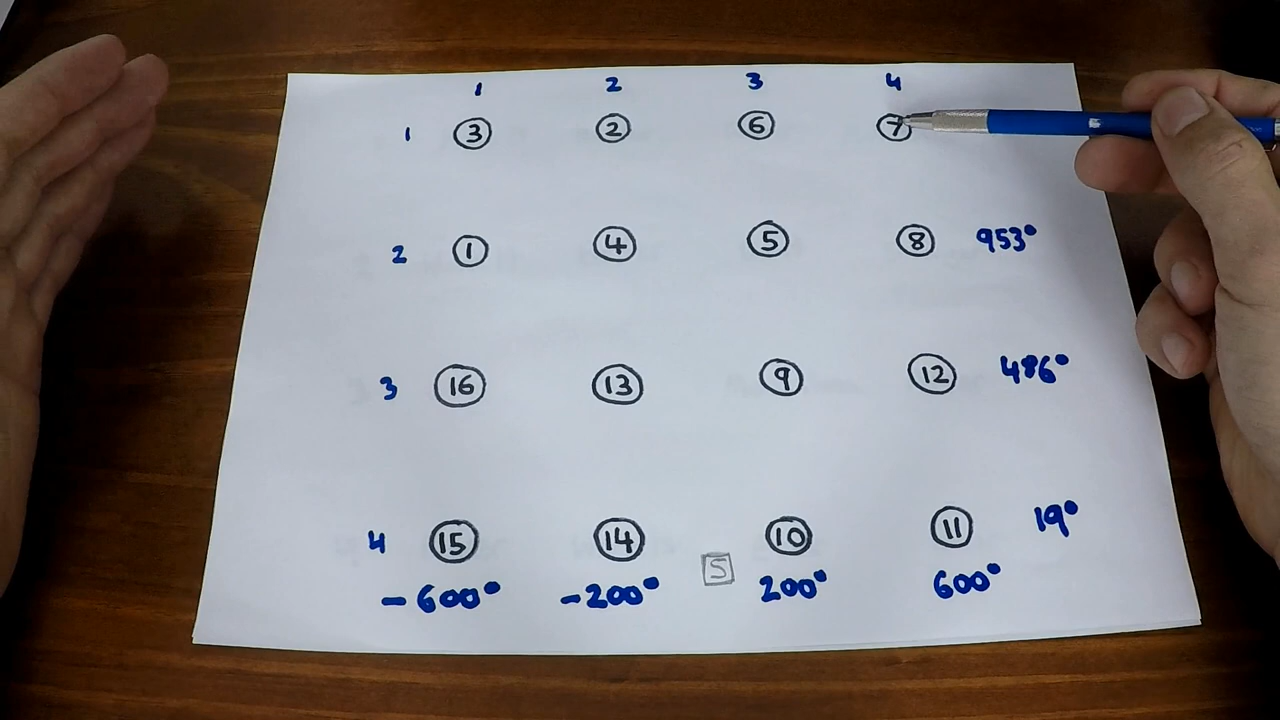 1 2 3 4
1 3 2 6 7
2 1 4 5 8 953°
3 16 13 9 12 486°
4 15 14 10 11 19°
S
-600° -200° 200° 600°